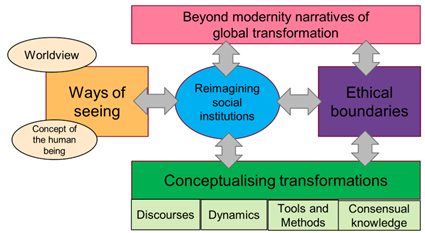 Beyond modernity narratives of
global transformation
Worldview
Ways of
seeing
Concept of
the human
being
Reimagining
social
institutions
Ethical
boundaries
Conceptualising transformations
Discourses
Dynamics
Tools and
Methods
Consensual
knowledge